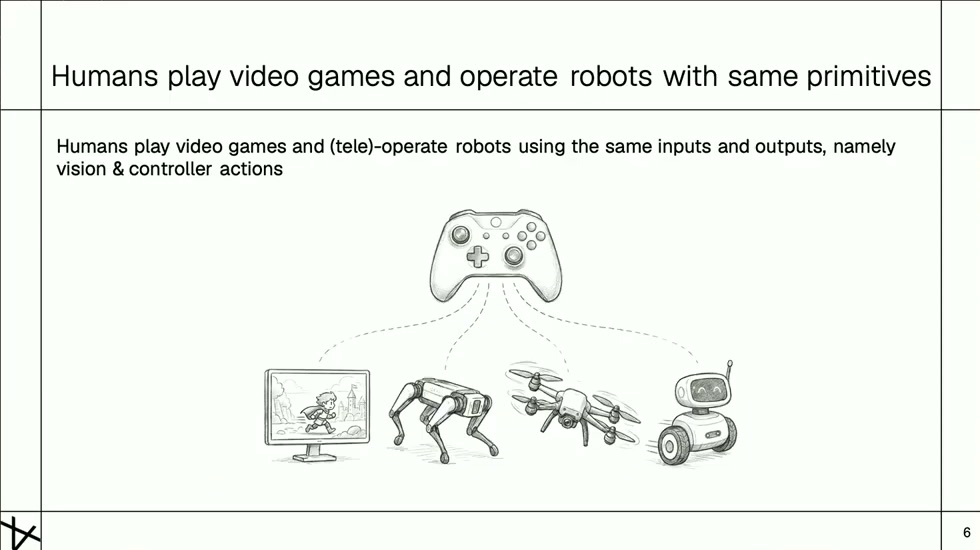 Humans play video games and operate robots with same primitives
Humans play video games and (tele)-operate robots using the same inputs and outputs, namely
vision & controller actions
6